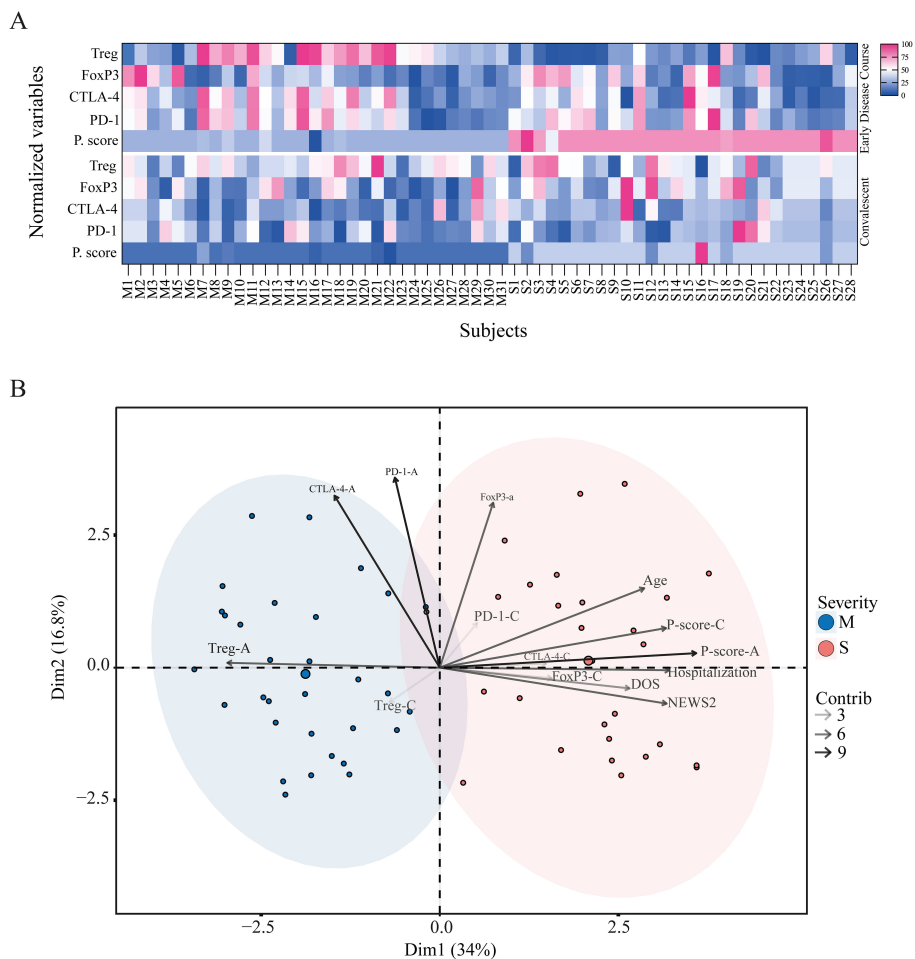 A
Normalized variables
Treg
FoxP3
CTLA-4
PD-1
P. score
Treg
FoxP3
CTLA-4
PD-1
P. score
Early Disease Course
Convalescent
100
75
50
25
0
M1 M2 M3 M4 M5 M6 M7 M8 M9 M10 M11 M12 M13 M14 M15 M16 M17 M18 M19 M20 M21 M22 M23 M24 M25 M26 M27 M28 M29 M30 M31 S1 S2 S3 S4 S5 S6 S7 S8 S9 S10 S11 S12 S13 S14 S15 S16 S17 S18 S19 S20 S21 S22 S23 S24 S25 S26 S27 S28
Subjects
B
PD-1-A
CTLA-4-A
FoxP3-a
2.5
Age
PD-1-C
P-score-C
Treg-A
CTLA-4-C
P-score-A
0.0
FoxP3-C
Hospitalization
DOS
Treg-C
NEWS2
−2.5
Dim2 (16.8%)
−2.5
0.0
2.5
Dim1 (34%)
Severity
M
S
Contrib
3
6
9